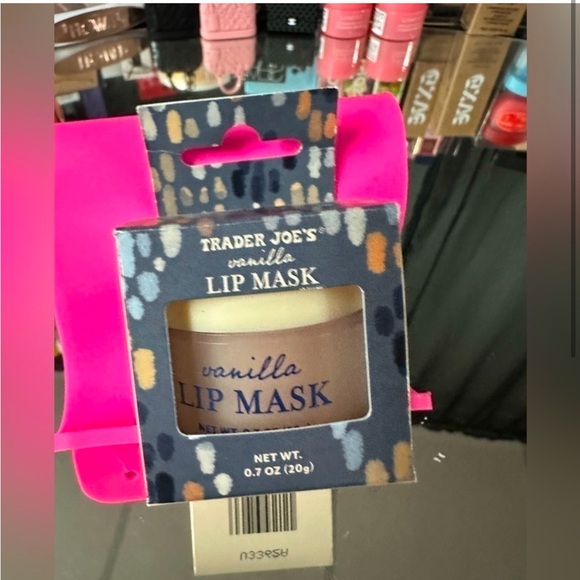 TRADER JOE'S
vanilla
LIP MASK
vanilla
LIP MASK
NET WT.
0.7 OZ (20g)